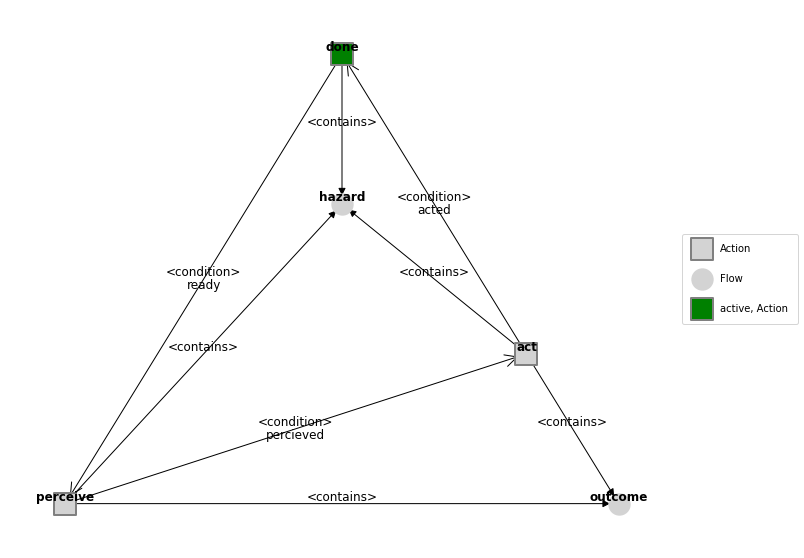 done
<contains>
hazard
<condition>
acted
<condition>
ready
<contains>
<contains>
act
<condition>
percieved
<contains>
perceive
<contains>
outcome
Action
Flow
active, Action